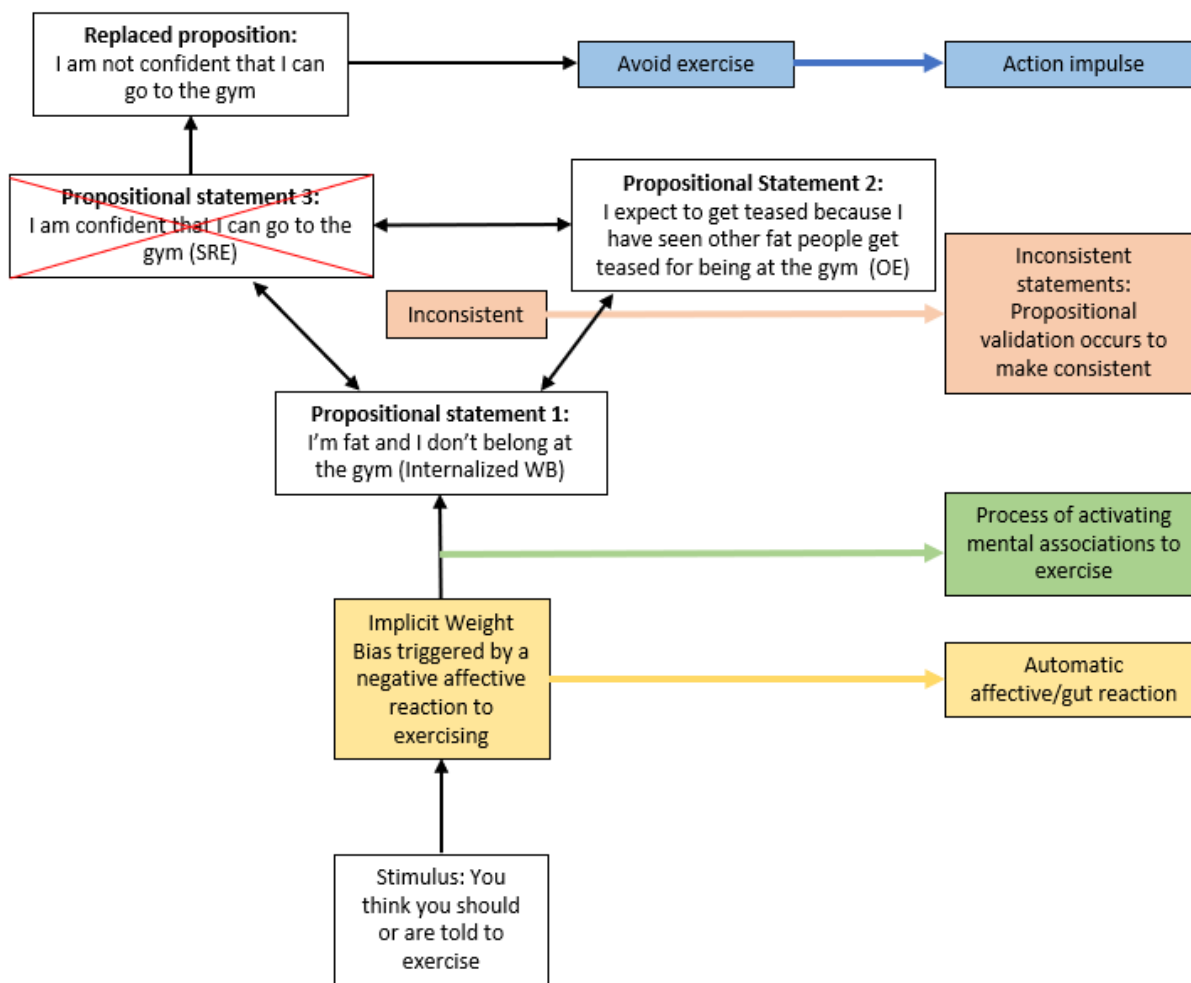 Replaced proposition:
I am not confident that I can
go to the gym
Avoid exercise
Action impulse
Propositional statement 3:
I am confident that I can go to the
gym (SRE)
Propositional Statement 2:
I expect to get teased because I
have seen other fat people get
teased for being at the gym (OE)
Inconsistent
Inconsistent
statements:
Propositional
validation occurs to
make consistent
Propositional statement 1:
I'm fat and I don't belong at
the gym (Internalized WB)
Process of activating
mental associations to
exercise
Implicit Weight
Bias triggered by a
negative affective
reaction to
exercising
Automatic
affective/gut reaction
Stimulus: You
think you should
or are told to
exercise